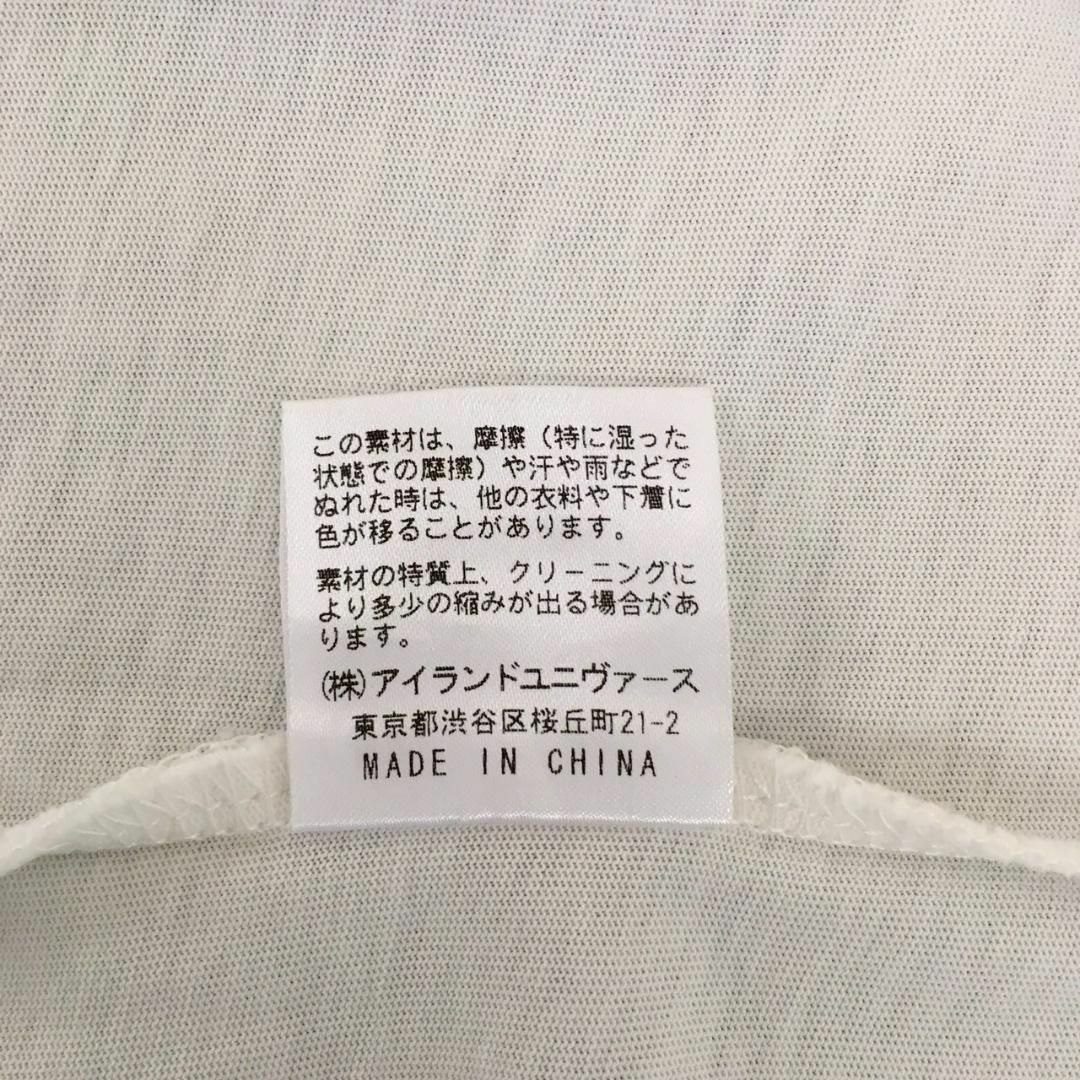 この素材は、摩擦（特に湿った
状態での摩擦）や汗や雨などで
ぬれた時は、他の衣料や下着に
色が移ることがあります。
素材の特質上、クリーニングに
より多少の縮みが出る場合があ
ります。
(株)アイランドユニヴァース
東京都渋谷区桜丘町21-2
MADE IN CHINA